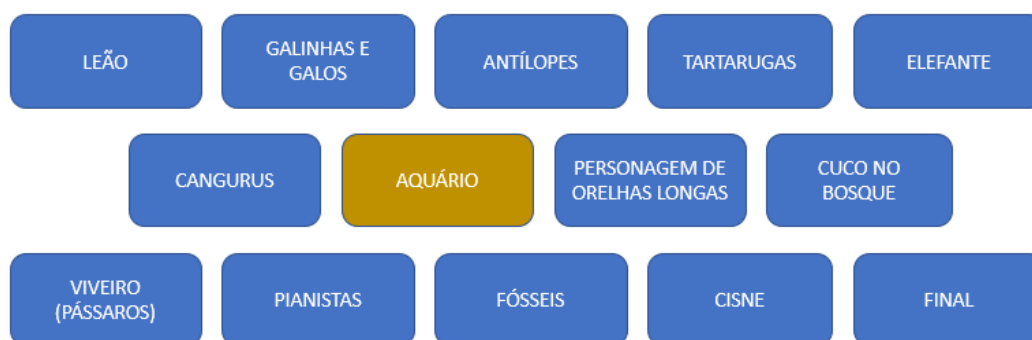 LEÃO
GALINHAS E
GALOS
ANTÍLOPES
TARTARUGAS
ELEFANTE
CANGURUS
AQUÁRIO
PERSONAGEM DE
ORELHAS LONGAS
CUCO NO
BOSQUE
VIVEIRO
(PÁSSAROS)
PIANISTAS
FÓSSEIS
CISNE
FINAL